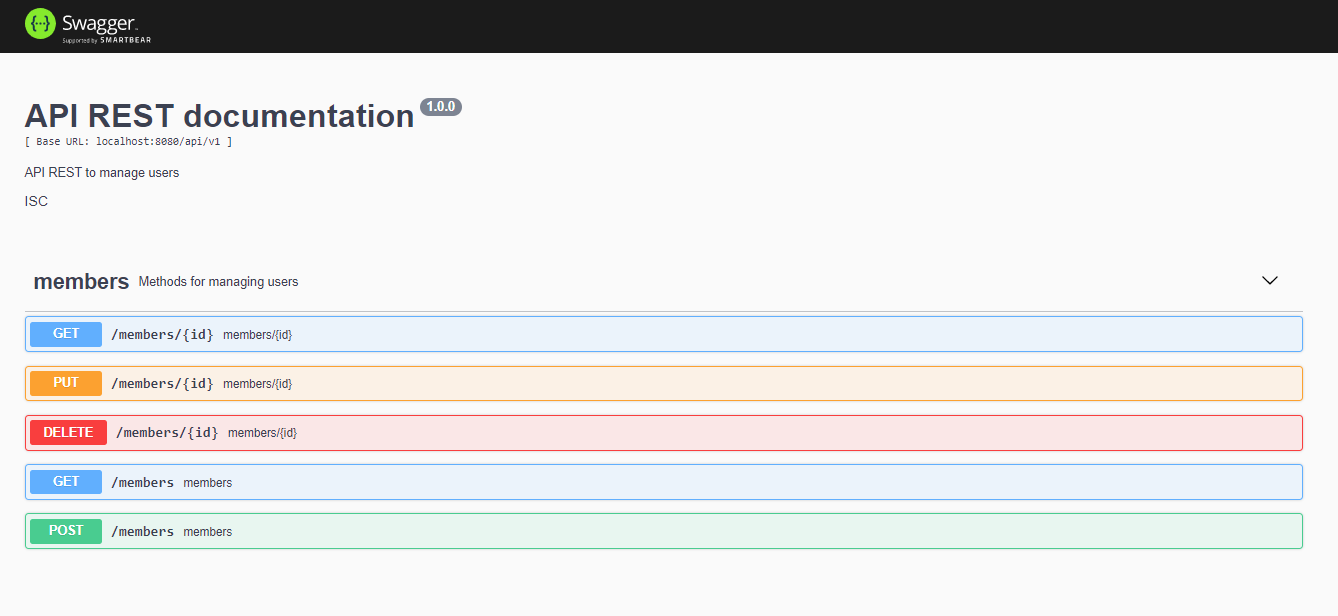 Swagger.
Supported by SMARTBEAR
API REST documentation 1.0.0
[ Base URL: localhost:8080/api/v1 ]
API REST to manage users
ISC
members Methods for managing users
GET /members/{id} members/{id}
PUT /members/{id} members/{id}
DELETE /members/{id} members/{id}
GET /members members
POST /members members